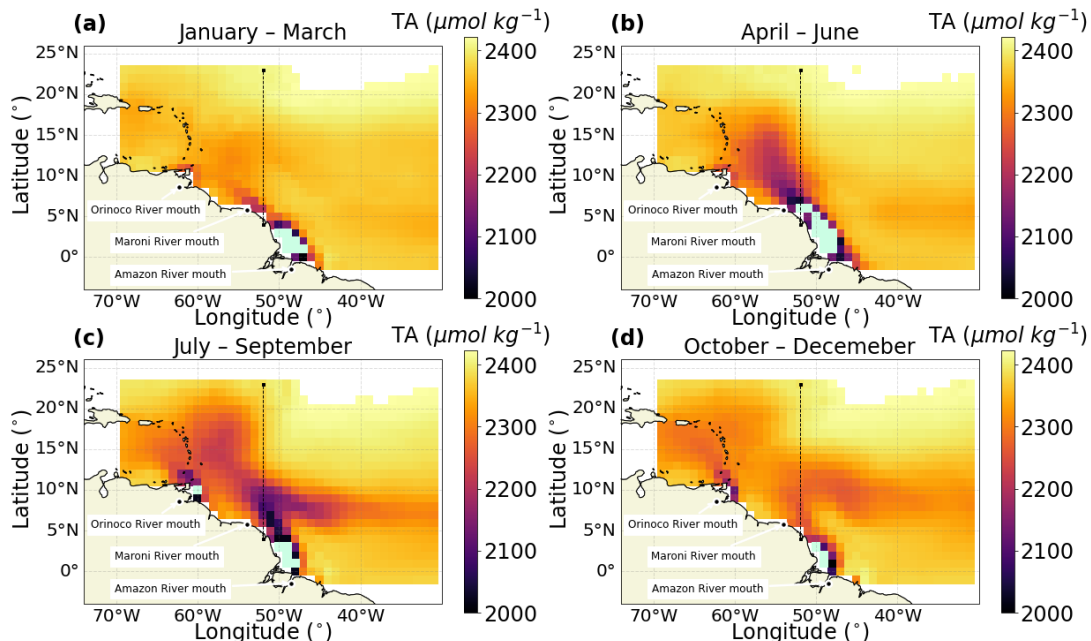 (a)
January – March
TA (μmol kg⁻¹)
25°N
20°N
15°N
10°N
5°N
0°
Latitude (°)
Orinoco River mouth
Maroni River mouth
Amazon River mouth
70°W 60°W 50°W 40°W
Longitude (°)
2400
2300
2200
2100
2000
(b)
April – June
TA (μmol kg⁻¹)
25°N
20°N
15°N
10°N
5°N
0°
Latitude (°)
Orinoco River mouth
Maroni River mouth
Amazon River mouth
70°W 60°W 50°W 40°W
Longitude (°)
2400
2300
2200
2100
2000
(c)
July – September
TA (μmol kg⁻¹)
25°N
20°N
15°N
10°N
5°N
0°
Latitude (°)
Orinoco River mouth
Maroni River mouth
Amazon River mouth
70°W 60°W 50°W 40°W
Longitude (°)
2400
2300
2200
2100
2000
(d)
October – Decemeber
TA (μmol kg⁻¹)
25°N
20°N
15°N
10°N
5°N
0°
Latitude (°)
Orinoco River mouth
Maroni River mouth
Amazon River mouth
70°W 60°W 50°W 40°W
Longitude (°)
2400
2300
2200
2100
2000